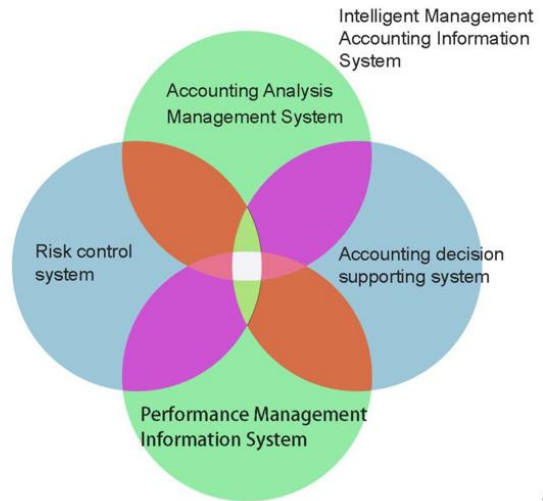 Intelligent Management
Accounting Information
System
Accounting Analysis
Management System
Risk control
system
Accounting decision
supporting system
Performance Management
Information System